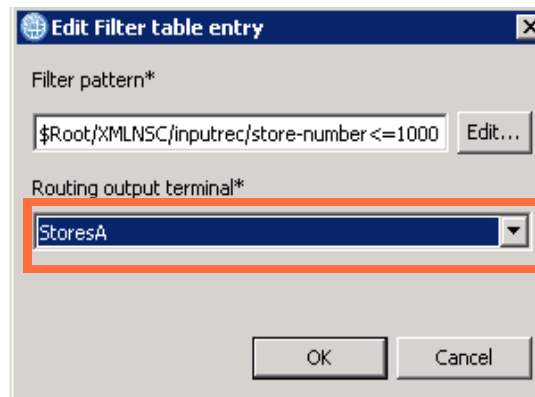 Edit Filter table entry
Filter pattern*
$Root/XMLNSC/inputrec/store-number<=1000
Edit...
Routing output terminal*
StoresA
OK
Cancel